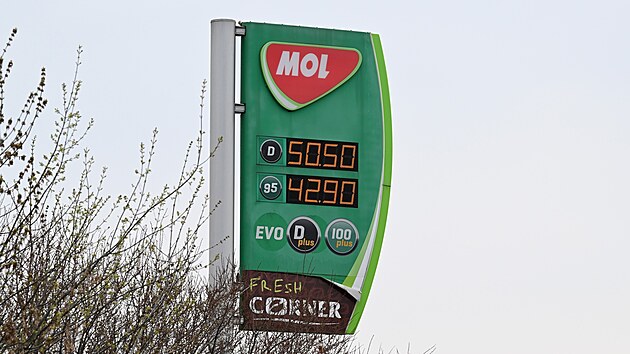 MOL
D 50.50
95 42.90
EVO D plus 100 plus
FRESH
CORNER